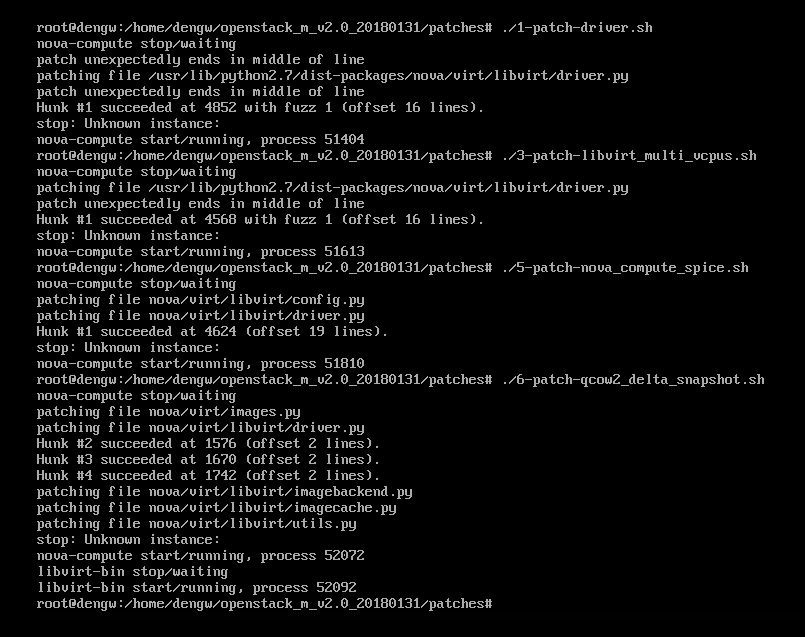 root@dengw:/home/dengw/openstack_m_v2.0_20180131/patches# ./1-patch-driver.sh
nova-compute stop/waiting
patch unexpectedly ends in middle of line
patching file /usr/lib/python2.7/dist-packages/nova/virt/libvirt/driver.py
patch unexpectedly ends in middle of line
Hunk #1 succeeded at 4852 with fuzz 1 (offset 16 lines).
stop: Unknown instance:
nova-compute start/running, process 51404
root@dengw:/home/dengw/openstack_m_v2.0_20180131/patches# ./3-patch-libvirt_multi_vcpus.sh
nova-compute stop/waiting
patching file /usr/lib/python2.7/dist-packages/nova/virt/libvirt/driver.py
patch unexpectedly ends in middle of line
Hunk #1 succeeded at 4568 with fuzz 1 (offset 16 lines).
stop: Unknown instance:
nova-compute start/running, process 51613
root@dengw:/home/dengw/openstack_m_v2.0_20180131/patches# ./5-patch-nova_compute_spice.sh
nova-compute stop/waiting
patching file nova/virt/libvirt/config.py
patching file nova/virt/libvirt/driver.py
Hunk #1 succeeded at 4624 (offset 19 lines).
stop: Unknown instance:
nova-compute start/running, process 51810
root@dengw:/home/dengw/openstack_m_v2.0_20180131/patches# ./6-patch-qcow2_delta_snapshot.sh
nova-compute stop/waiting
patching file nova/virt/images.py
patching file nova/virt/libvirt/driver.py
Hunk #2 succeeded at 1576 (offset 2 lines).
Hunk #3 succeeded at 1670 (offset 2 lines).
Hunk #4 succeeded at 1742 (offset 2 lines).
patching file nova/virt/libvirt/imagebackend.py
patching file nova/virt/libvirt/imagecache.py
patching file nova/virt/libvirt/utils.py
stop: Unknown instance:
nova-compute start/running, process 52072
libvirt-bin stop/waiting
libvirt-bin start/running, process 52092
root@dengw:/home/dengw/openstack_m_v2.0_20180131/patches#